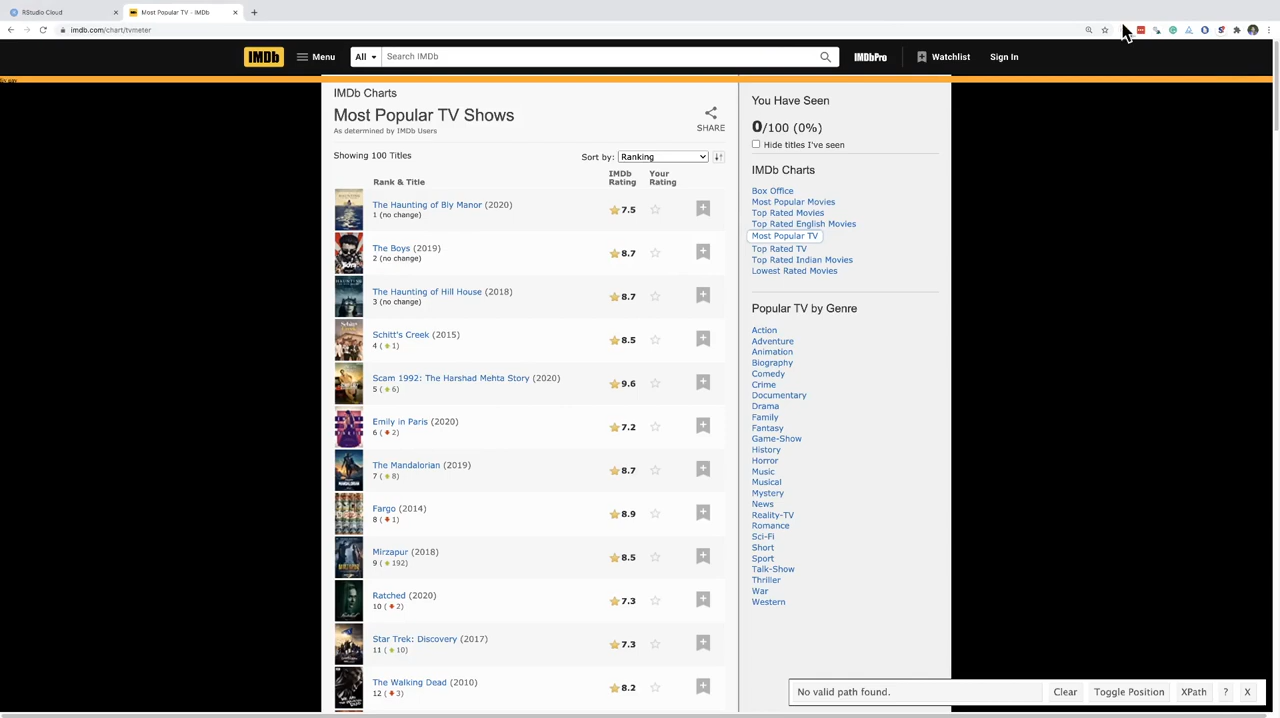 RStudio Cloud
Most Popular TV - IMDb
imdb.com/chart/tvmeter
IMDb
Menu
All
Search IMDb
IMDbPro
Watchlist
Sign In
IMDb Charts
Most Popular TV Shows
As determined by IMDb Users
SHARE
Showing 100 Titles
Sort by: Ranking
Rank & Title
IMDb Rating
Your Rating
The Haunting of Bly Manor (2020)
1 (no change)
7.5
The Boys (2019)
2 (no change)
8.7
The Haunting of Hill House (2018)
3 (no change)
8.7
Schitt's Creek (2015)
4 (1)
8.5
Scam 1992: The Harshad Mehta Story (2020)
5 (6)
9.6
Emily in Paris (2020)
6 (2)
7.2
The Mandalorian (2019)
7 (8)
8.7
Fargo (2014)
8 (1)
8.9
Mirzapur (2018)
9 (192)
8.5
Ratched (2020)
10 (2)
7.3
Star Trek: Discovery (2017)
11 (10)
7.3
The Walking Dead (2010)
12 (3)
8.2
You Have Seen
0/100 (0%)
Hide titles I've seen
IMDb Charts
Box Office
Most Popular Movies
Top Rated Movies
Top Rated English Movies
Most Popular TV
Top Rated TV
Top Rated Indian Movies
Lowest Rated Movies
Popular TV by Genre
Action
Adventure
Animation
Biography
Comedy
Crime
Documentary
Drama
Family
Fantasy
Game-Show
History
Horror
Music
Musical
Mystery
News
Reality-TV
Romance
Sci-Fi
Short
Sport
Talk-Show
Thriller
War
Western
No valid path found.
Clear
Toggle Position
XPath
?
X